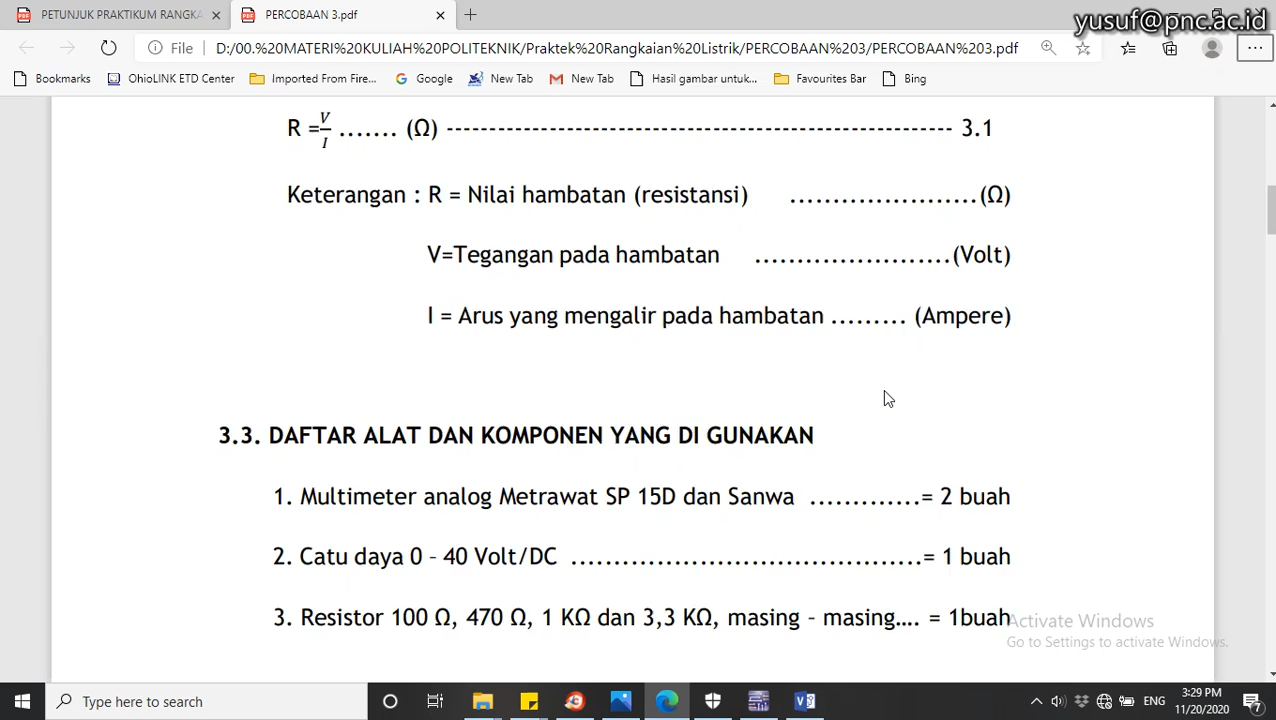 PETUNJUK PRAKTIKUM RANGKA
PERCOBAAN 3.pdf
yusuf@pnc.ac.id
File
D:/00.%20MATERI%20KULIAH%20POLITEKNIK/Praktek%20Rangkaian%20Listrik/PERCOBAAN%203/PERCOBAAN%203.pdf
Bookmarks OhioLINK ETD Center Imported From Fire... Google New Tab New Tab Hasil gambar untuk... Favourites Bar Bing
R =V/I ....... (Ω) ----------------------------------------------------------- 3.1
Keterangan : R = Nilai hambatan (resistansi) ......................(Ω)
V=Tegangan pada hambatan .......................(Volt)
I = Arus yang mengalir pada hambatan ......... (Ampere)
3.3. DAFTAR ALAT DAN KOMPONEN YANG DI GUNAKAN
1. Multimeter analog Metrawat SP 15D dan Sanwa .............= 2 buah
2. Catu daya 0 – 40 Volt/DC .........................................= 1 buah
3. Resistor 100 Ω, 470 Ω, 1 KΩ dan 3,3 KΩ, masing – masing.... = 1buah
Activate Windows
Go to Settings to activate Windows.
Type here to search
ENG
3:29 PM
11/20/2020
7